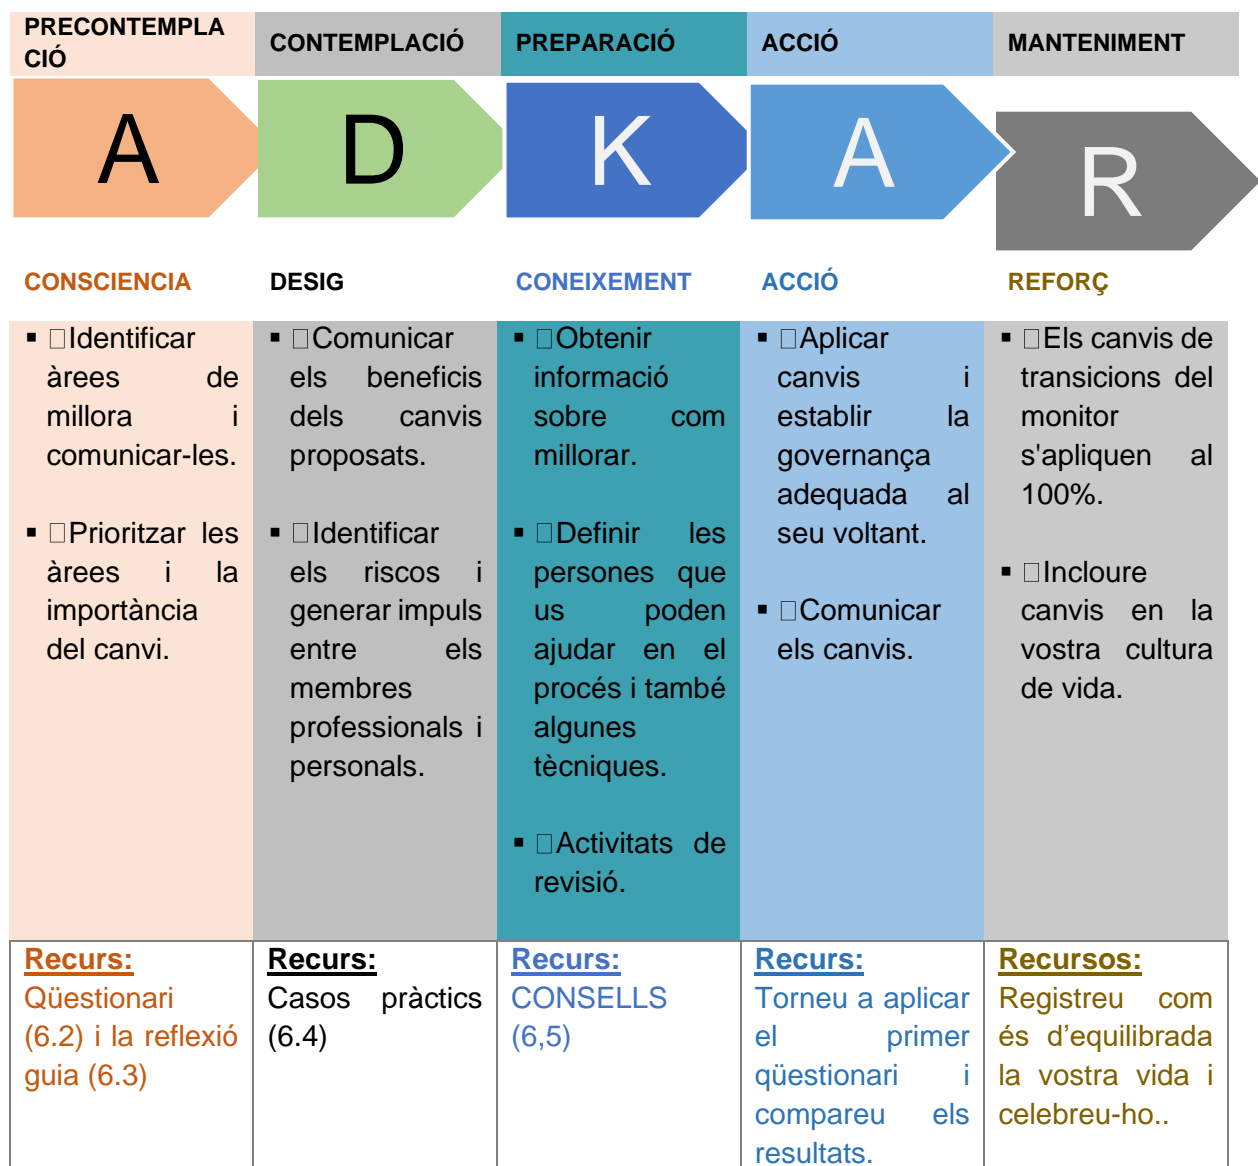 PRECONTEMPLA
CIÓ
CONTEMPLACIÓ
PREPARACIÓ
ACCIÓ
MANTENIMENT
A
D
K
A
R
CONSCIENCIA
DESIG
CONEIXEMENT
ACCIÓ
REFORÇ
▪ □Identificar
àrees de
millora i
comunicar-les.
▪ □Prioritzar les
àrees i la
importància
del canvi.
▪ □Comunicar
els beneficis
dels canvis
proposats.
▪ □Identificar
els riscos i
generar impuls
entre els
membres
professionals i
personals.
▪ □Obtenir
informació
sobre com
millorar.
▪ □Definir les
persones que
us poden
ajudar en el
procés i també
algunes
tècniques.
▪ □Activitats de
revisió.
▪ □Aplicar
canvis i
establir la
governança
adequada al
seu voltant.
▪ □Comunicar
els canvis.
▪ □Els canvis de
transicions del
monitor
s'apliquen al
100%.
▪ □Incloure
canvis en la
vostra cultura
de vida.
Recurs:
Qüestionari
(6.2) i la reflexió
guia (6.3)
Recurs:
Casos pràctics
(6.4)
Recurs:
CONSELLS
(6,5)
Recurs:
Torneu a aplicar
el primer
qüestionari i
compareu els
resultats.
Recursos:
Registreu com
és d’equilibrada
la vostra vida i
celebreu-ho..